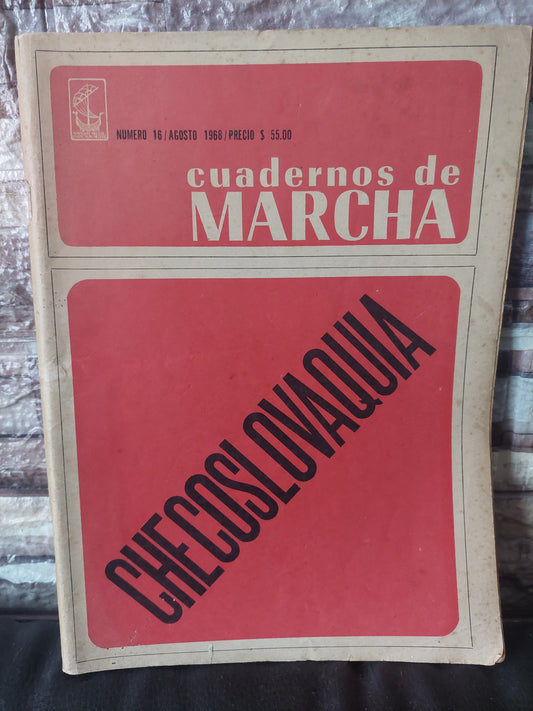 NUMERO 16/AGOSTO 1968/PRECIO $ 55.00
cuadernos de
MARCHA
CHECOSLOVAQUIA